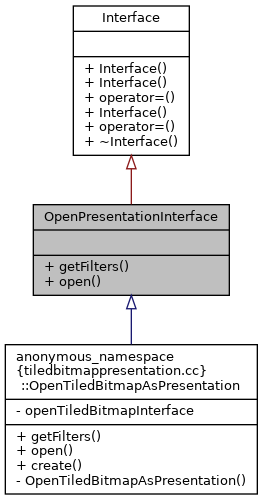 Interface
+ Interface()
+ Interface()
+ operator=()
+ Interface()
+ operator=()
+ ~Interface()
OpenPresentationInterface
+ getFilters()
+ open()
anonymous_namespace
{tiledbitmappresentation.cc}
::OpenTiledBitmapAsPresentation
- openTiledBitmapInterface
+ getFilters()
+ open()
+ create()
- OpenTiledBitmapAsPresentation()